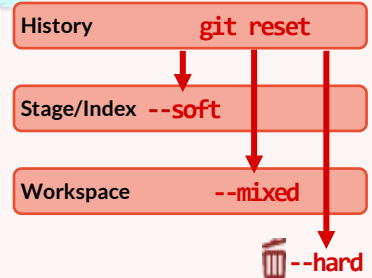 History git reset
Stage/Index --soft
Workspace --mixed
--hard